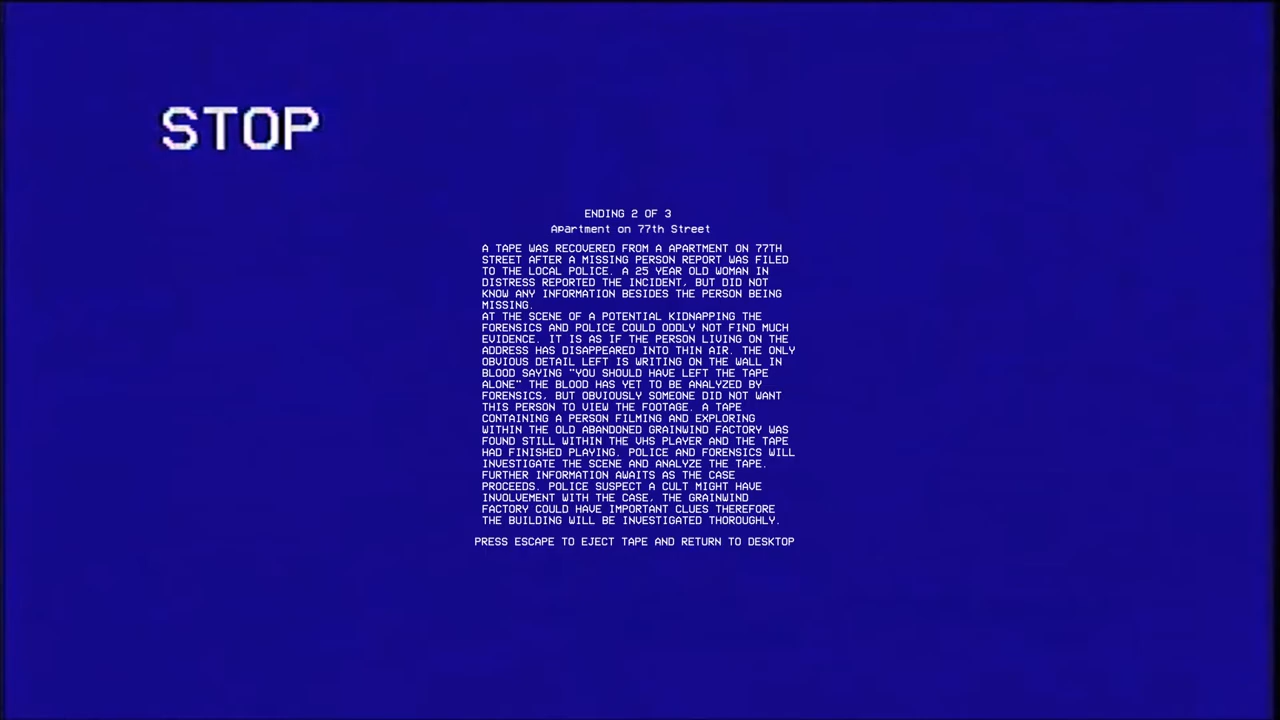 STOP
ENDING 2 OF 3
Apartment on 77th Street
A TAPE WAS RECOVERED FROM A APARTMENT ON 77TH
STREET AFTER A MISSING PERSON REPORT WAS FILED
TO THE LOCAL POLICE. A 25 YEAR OLD WOMAN IN
DISTRESS REPORTED THE INCIDENT, BUT DID NOT
KNOW ANY INFORMATION BESIDES THE PERSON BEING
MISSING.
AT THE SCENE OF A POTENTIAL KIDNAPPING THE
FORENSICS AND POLICE COULD ODDLY NOT FIND MUCH
EVIDENCE. IT IS AS IF THE PERSON LIVING ON THE
ADDRESS HAS DISAPPEARED INTO THIN AIR. THE ONLY
OBVIOUS DETAIL LEFT IS WRITING ON THE WALL IN
BLOOD SAYING "YOU SHOULD HAVE LEFT THE TAPE
ALONE" THE BLOOD HAS YET TO BE ANALYZED BY
FORENSICS, BUT OBVIOUSLY SOMEONE DID NOT WANT
THIS PERSON TO VIEW THE FOOTAGE. A TAPE
CONTAINING A PERSON FILMING AND EXPLORING
WITHIN THE OLD ABANDONED GRAINWIND FACTORY WAS
FOUND STILL WITHIN THE VHS PLAYER AND THE TAPE
HAD FINISHED PLAYING. POLICE AND FORENSICS WILL
INVESTIGATE THE SCENE AND ANALYZE THE TAPE.
FURTHER INFORMATION AWAITS AS THE CASE
PROCEEDS. POLICE SUSPECT A CULT MIGHT HAVE
INVOLVEMENT WITH THE CASE, THE GRAINWIND
FACTORY COULD HAVE IMPORTANT CLUES THEREFORE
THE BUILDING WILL BE INVESTIGATED THOROUGHLY.
PRESS ESCAPE TO EJECT TAPE AND RETURN TO DESKTOP